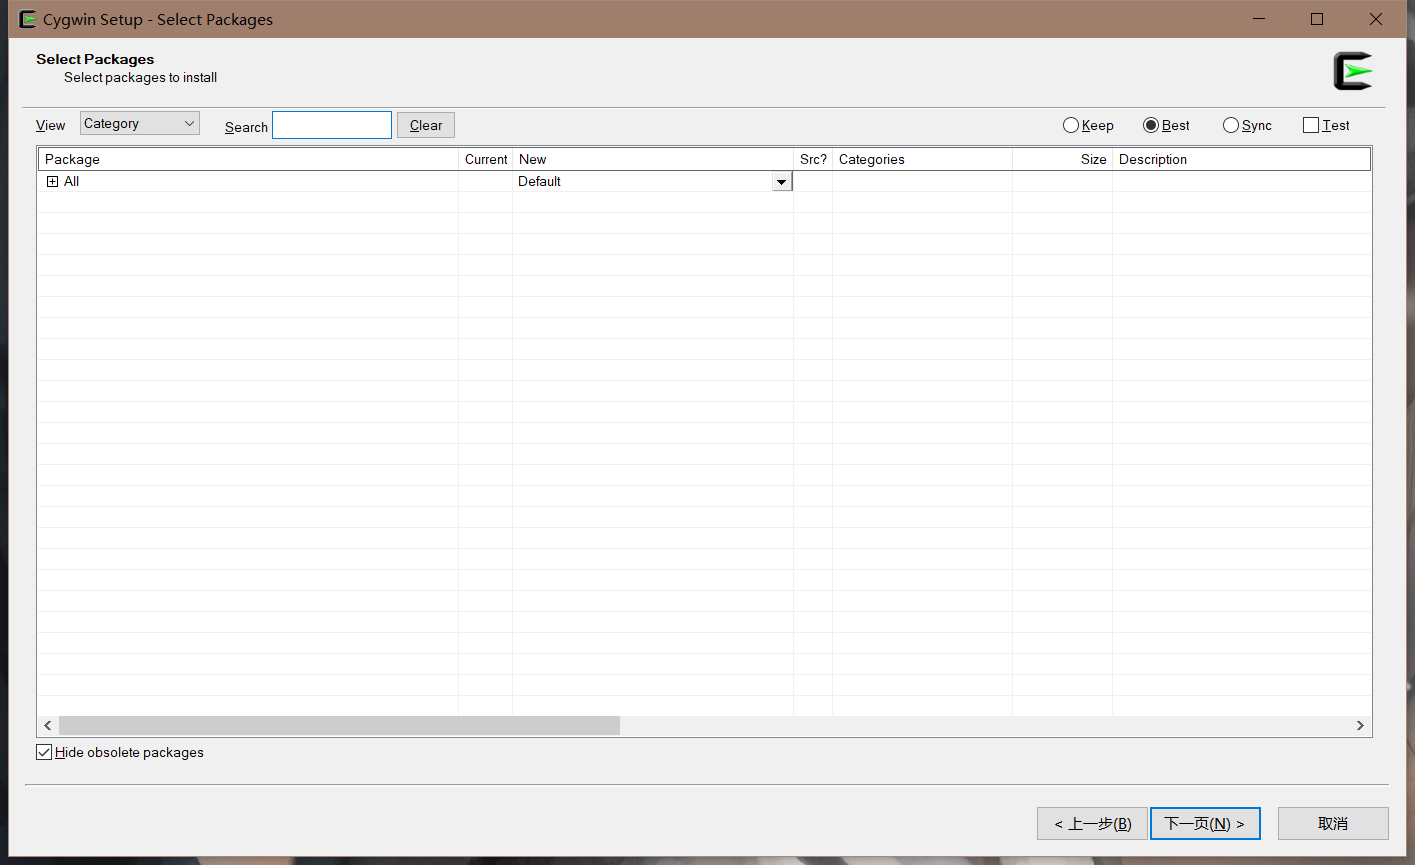 Cygwin Setup - Select Packages
Select Packages
Select packages to install
View Category Search Clear Keep Best Sync Test
Package Current New Src? Categories Size Description
All Default
Hide obsolete packages
< 上一步(B) 下一页(N) > 取消